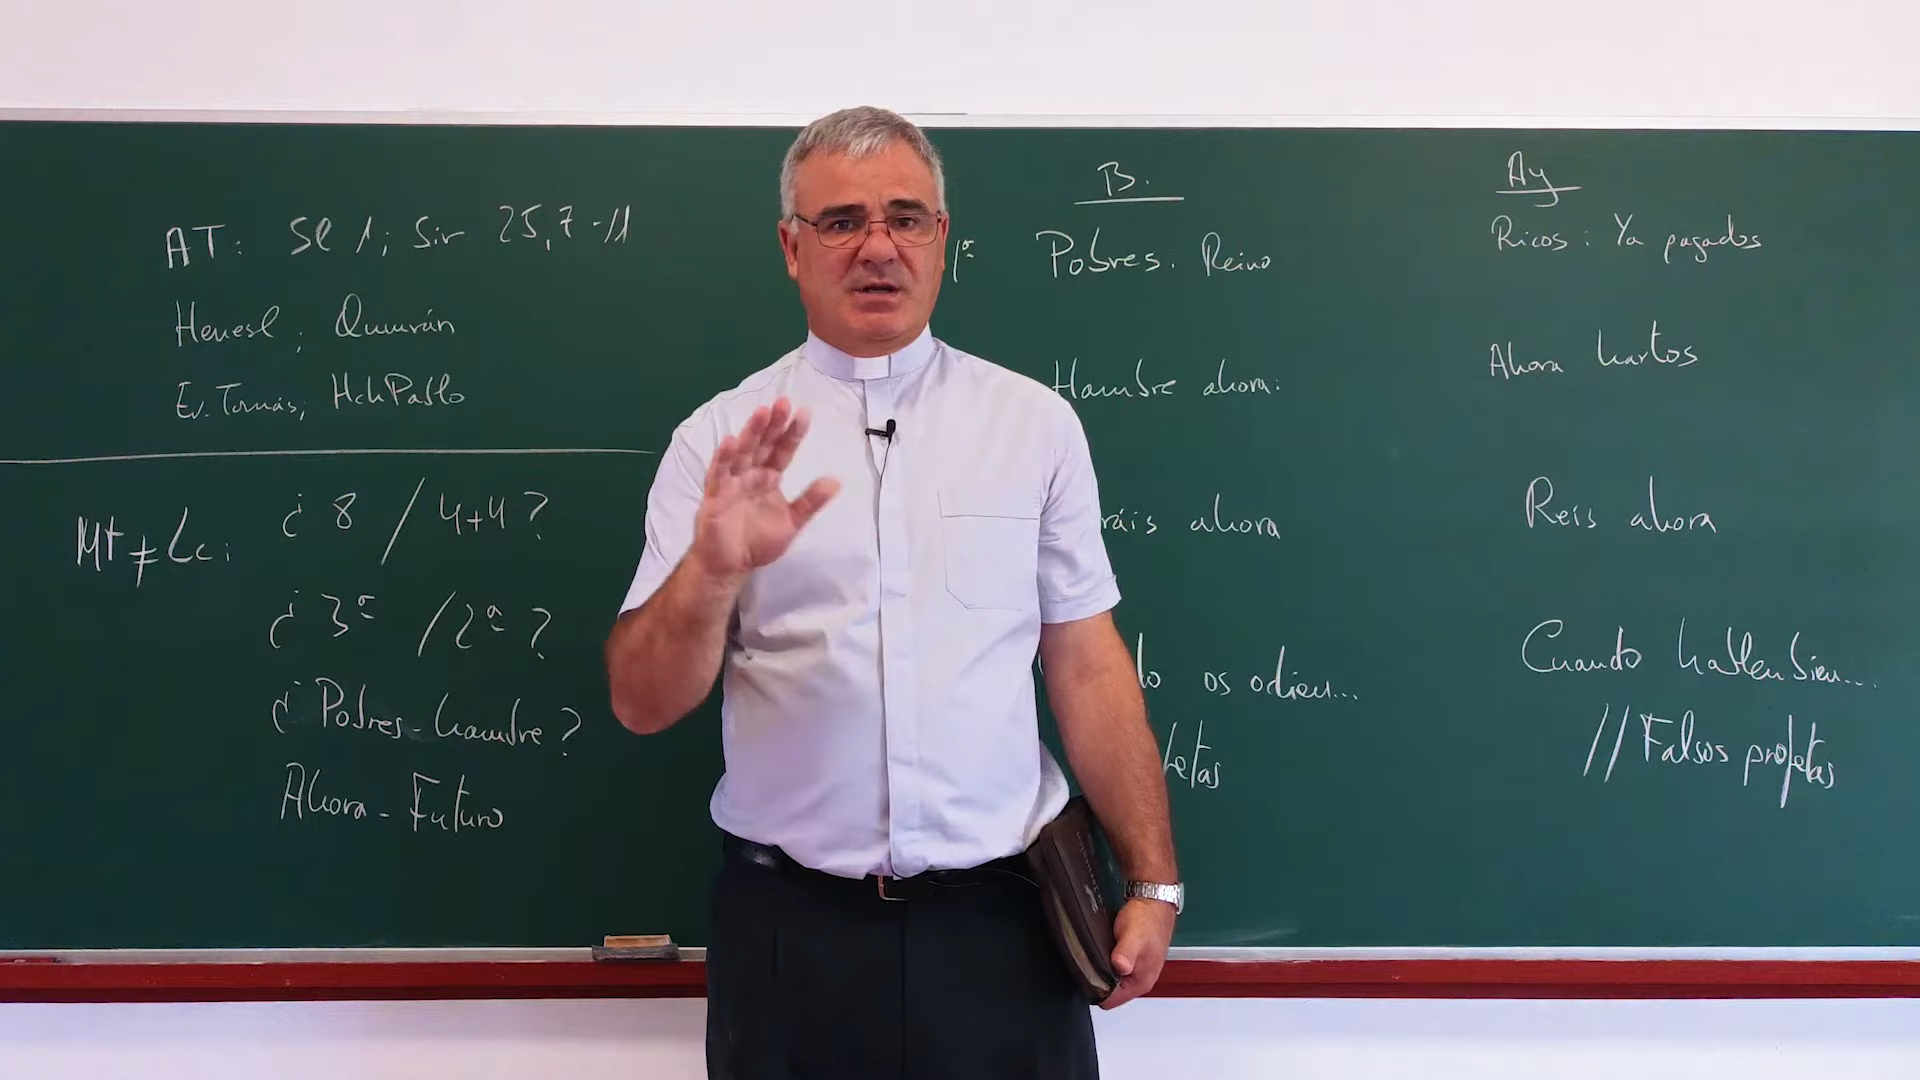 AT: Sl 1; Sir 25,7-11
Henesl; Qumrán
Ev. Tomás; HchPablo
Mt ≠ Lc:
¿ 8 / 4+4 ?
¿ 3ª / 2ª ?
¿ Pobres-hambre ?
Ahora - Futuro
B.
1ª Pobres: Reino
Hambre ahora:
ráis ahora
os odien...
fetas
Ay
Ricos: Ya pagados
Ahora hartos
Reís ahora
Cuando hablen bien...
// Falsos profetas